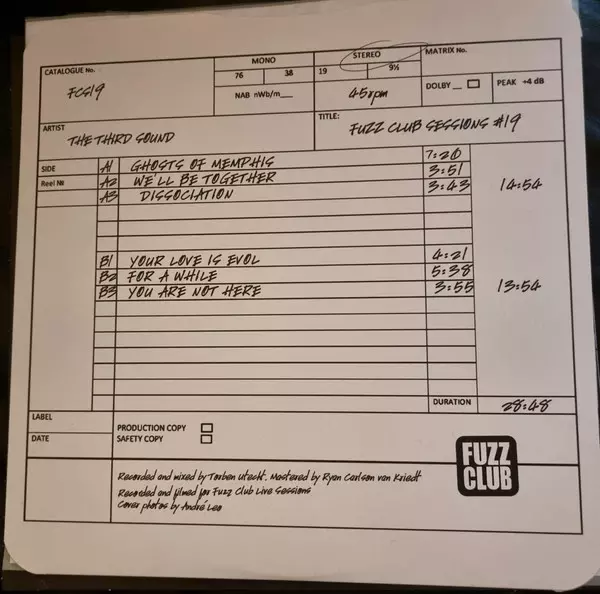 CATALOGUE No.
FCS19
MONO
76 38
NAB nWb/m__
STEREO
19 9½
45rpm
MATRIX No.
DOLBY __
PEAK +4 dB
ARTIST
THE THIRD SOUND
TITLE:
FUZZ CLUB SESSIONS #19
SIDE
Reel №
A1 GHOSTS OF MEMPHIS 7:20
A2 WE'LL BE TOGETHER 3:51
A3 DISSOCIATION 3:43 14:54
B1 YOUR LOVE IS EVOL 4:21
B2 FOR A WHILE 5:38
B3 YOU ARE NOT HERE 3:55 13:54
DURATION 28:48
LABEL
DATE
PRODUCTION COPY
SAFETY COPY
Recorded and mixed by Torben Utecht. Mastered by Ryan Carlson van Kriedt
Recorded and filmed for Fuzz Club Live Sessions
Cover photos by André Leo
FUZZ
CLUB